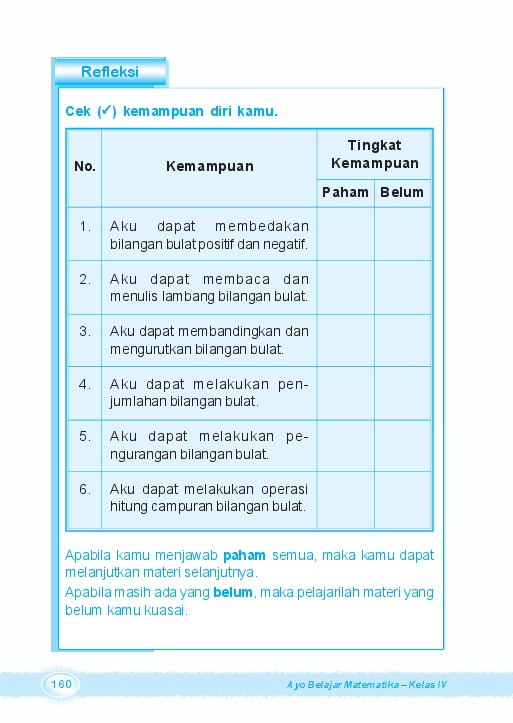 Refleksi
Cek (✓) kemampuan diri kamu.
No.
Kemampuan
Tingkat
Kemampuan
Paham Belum
1. Aku dapat membedakan
bilangan bulat positif dan negatif.
2. Aku dapat membaca dan
menulis lambang bilangan bulat.
3. Aku dapat membandingkan dan
mengurutkan bilangan bulat.
4. Aku dapat melakukan pen-
jumlahan bilangan bulat.
5. Aku dapat melakukan pe-
ngurangan bilangan bulat.
6. Aku dapat melakukan operasi
hitung campuran bilangan bulat.
Apabila kamu menjawab paham semua, maka kamu dapat
melanjutkan materi selanjutnya.
Apabila masih ada yang belum, maka pelajarilah materi yang
belum kamu kuasai.
160 Ayo Belajar Matematika – Kelas IV